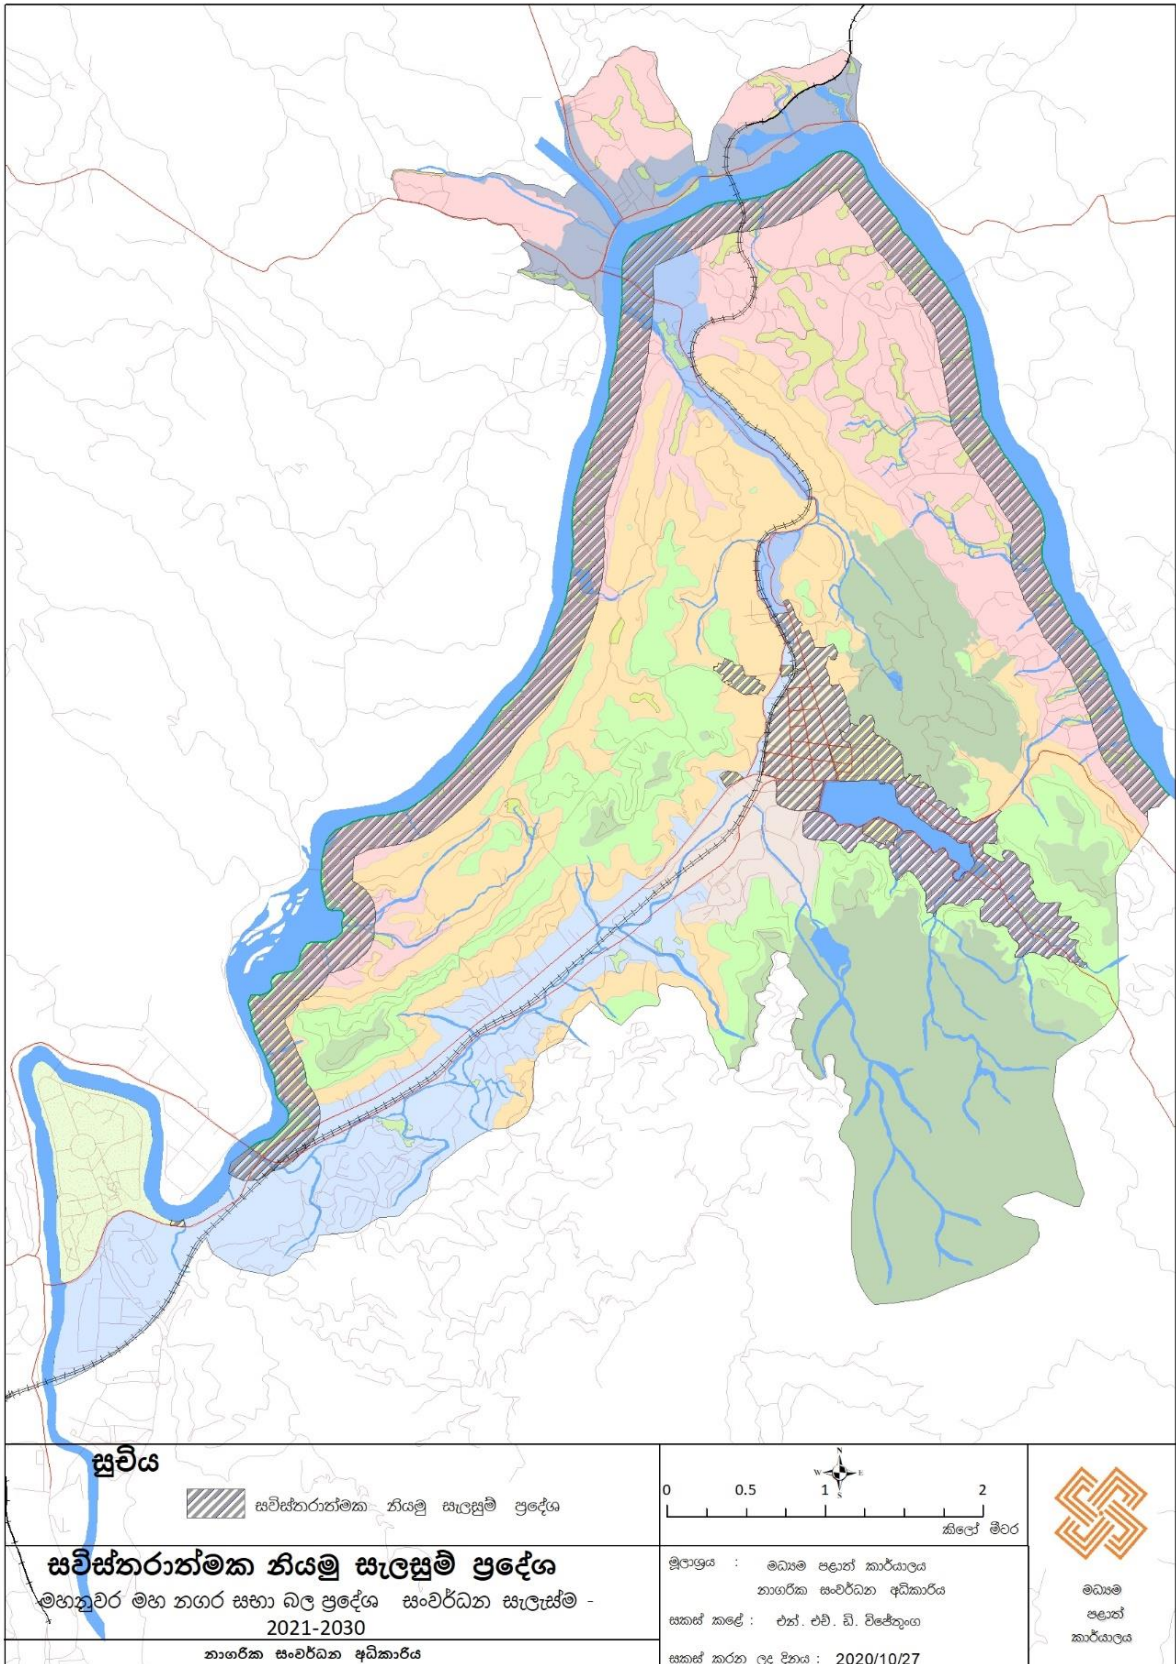 සුචිය
සවිස්තරාත්මක නියමු සැලසුම් ප්‍රදේශ
සවිස්තරාත්මක නියමු සැලසුම් ප්‍රදේශ
මහනුවර මහ නගර සභා බල ප්‍රදේශ සංවර්ධන සැලැස්ම -
2021-2030
නාගරික සංවර්ධන අධිකාරිය
N
W E
S
0 0.5 1 2
කිලෝ මීටර
මූලාශ්‍රය : මධ්‍යම පළාත් කාර්යාලය
නාගරික සංවර්ධන අධිකාරිය
සකස් කළේ : එන්. එච්. ඩී. විජේතුංග
සකස් කරන ලද දිනය : 2020/10/27
මධ්‍යම
පළාත්
කාර්යාලය